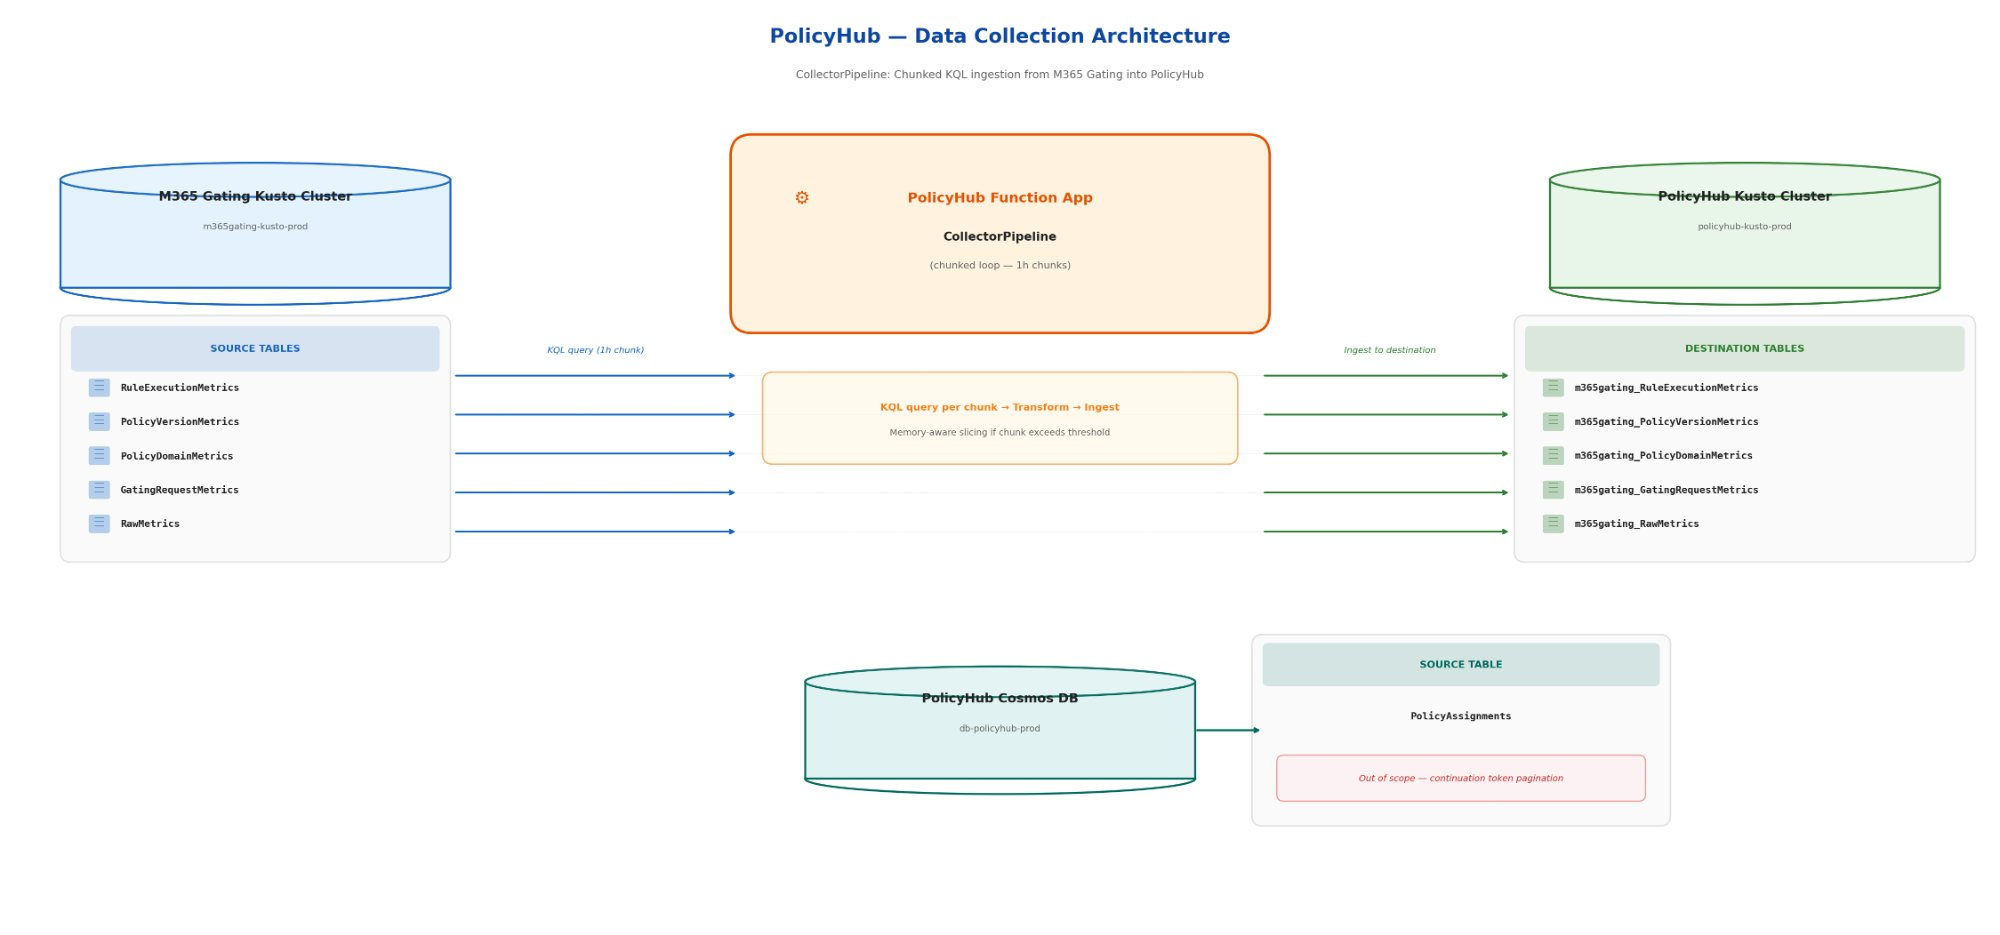 PolicyHub — Data Collection Architecture
CollectorPipeline: Chunked KQL ingestion from M365 Gating into PolicyHub
M365 Gating Kusto Cluster
m365gating-kusto-prod
SOURCE TABLES
RuleExecutionMetrics
PolicyVersionMetrics
PolicyDomainMetrics
GatingRequestMetrics
RawMetrics
KQL query (1h chunk)
⚙ PolicyHub Function App
CollectorPipeline
(chunked loop — 1h chunks)
KQL query per chunk → Transform → Ingest
Memory-aware slicing if chunk exceeds threshold
Ingest to destination
PolicyHub Kusto Cluster
policyhub-kusto-prod
DESTINATION TABLES
m365gating_RuleExecutionMetrics
m365gating_PolicyVersionMetrics
m365gating_PolicyDomainMetrics
m365gating_GatingRequestMetrics
m365gating_RawMetrics
PolicyHub Cosmos DB
db-policyhub-prod
SOURCE TABLE
PolicyAssignments
Out of scope — continuation token pagination